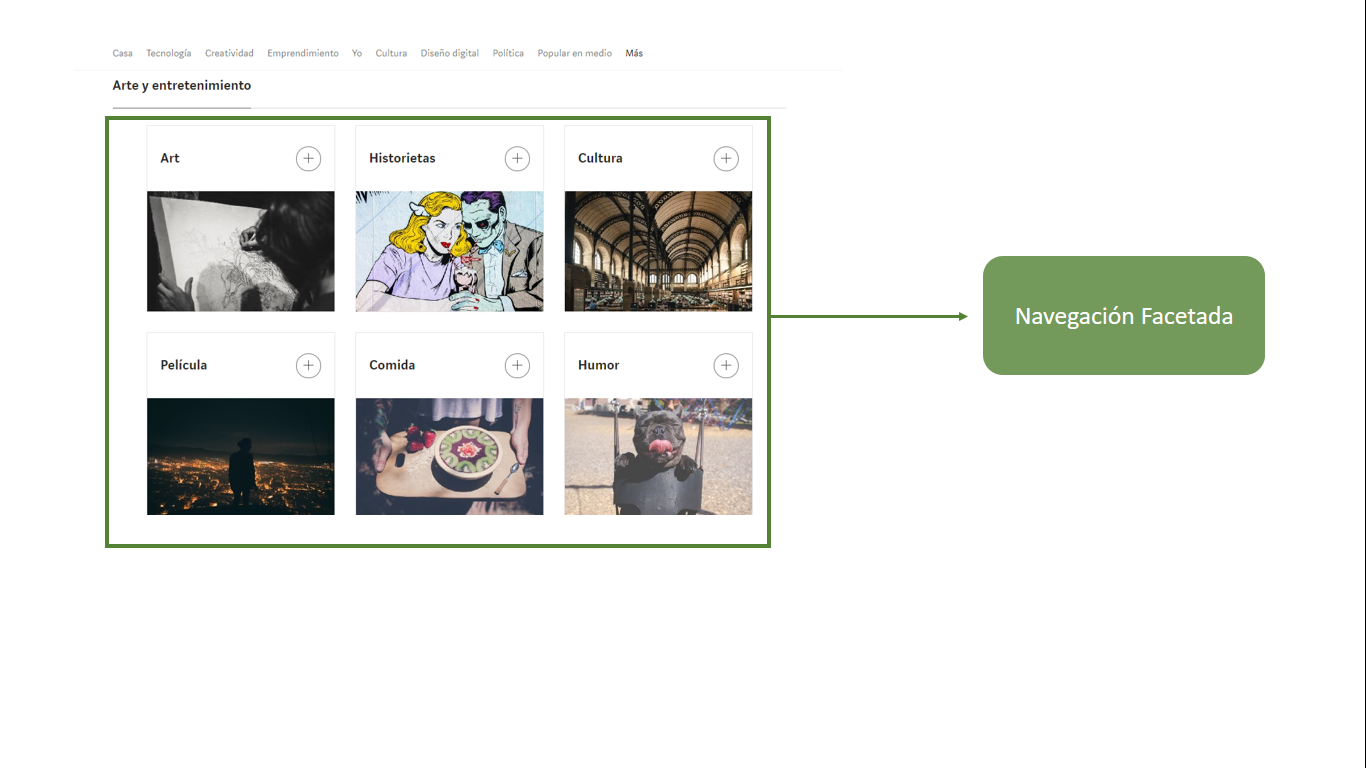 Casa Tecnología Creatividad Emprendimiento Yo Cultura Diseño digital Política Popular en medio Más
Arte y entretenimiento
Art Historietas Cultura
Película Comida Humor
Navegación Facetada